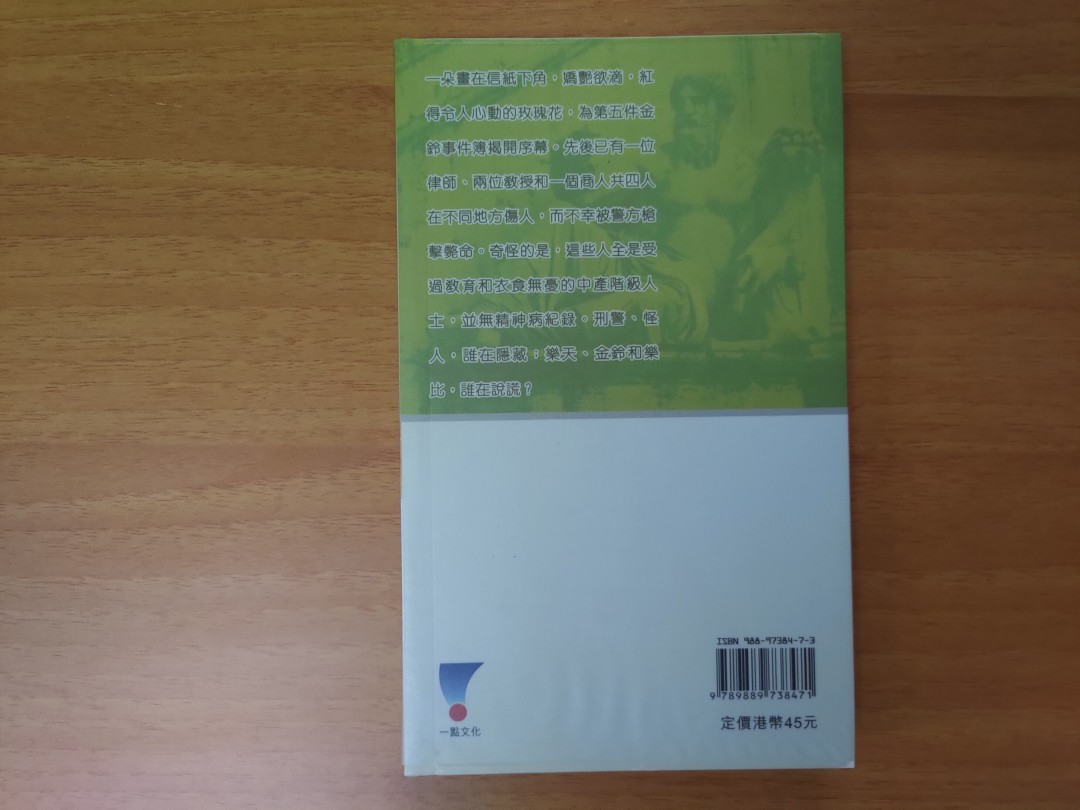 一朵畫在信紙下角，嬌艷欲滴，紅
得令人心動的玫瑰花，為第五件金
鈴事件簿揭開序幕。先後已有一位
律師、兩位教授和一個商人共四人
在不同地方傷人，而不幸被警方槍
擊斃命。奇怪的是，這些人全是受
過教育和衣食無憂的中產階級人
士，並無精神病紀錄。刑警、怪
人，誰在隱藏；樂天、金鈴和樂
比，誰在說謊？
ISBN 988-97384-7-3
9 789889 738471
定價港幣45元
一點文化